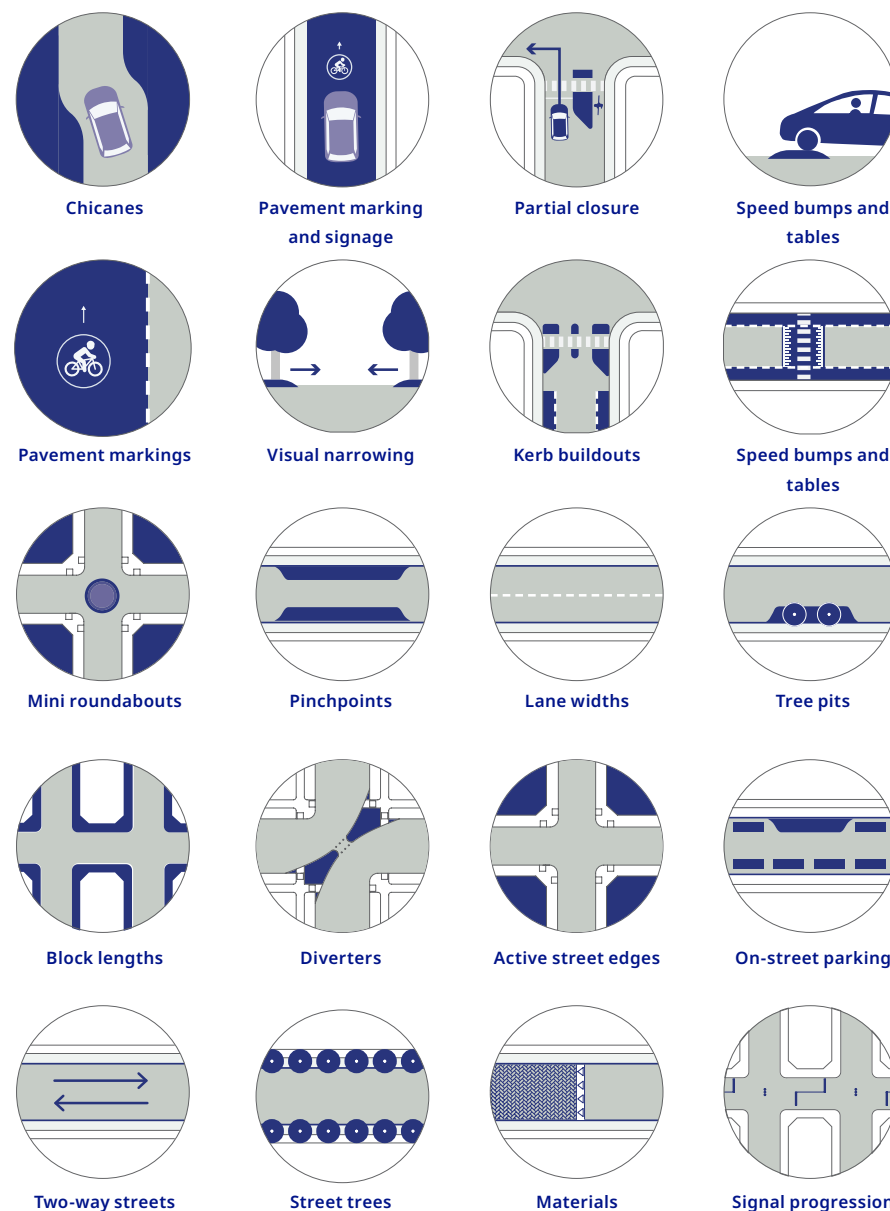 Chicanes
Pavement marking
and signage
Partial closure
Speed bumps and
tables
Pavement markings
Visual narrowing
Kerb buildouts
Speed bumps and
tables
Mini roundabouts
Pinchpoints
Lane widths
Tree pits
Block lengths
Diverters
Active street edges
On-street parking
Two-way streets
Street trees
Materials
Signal progression